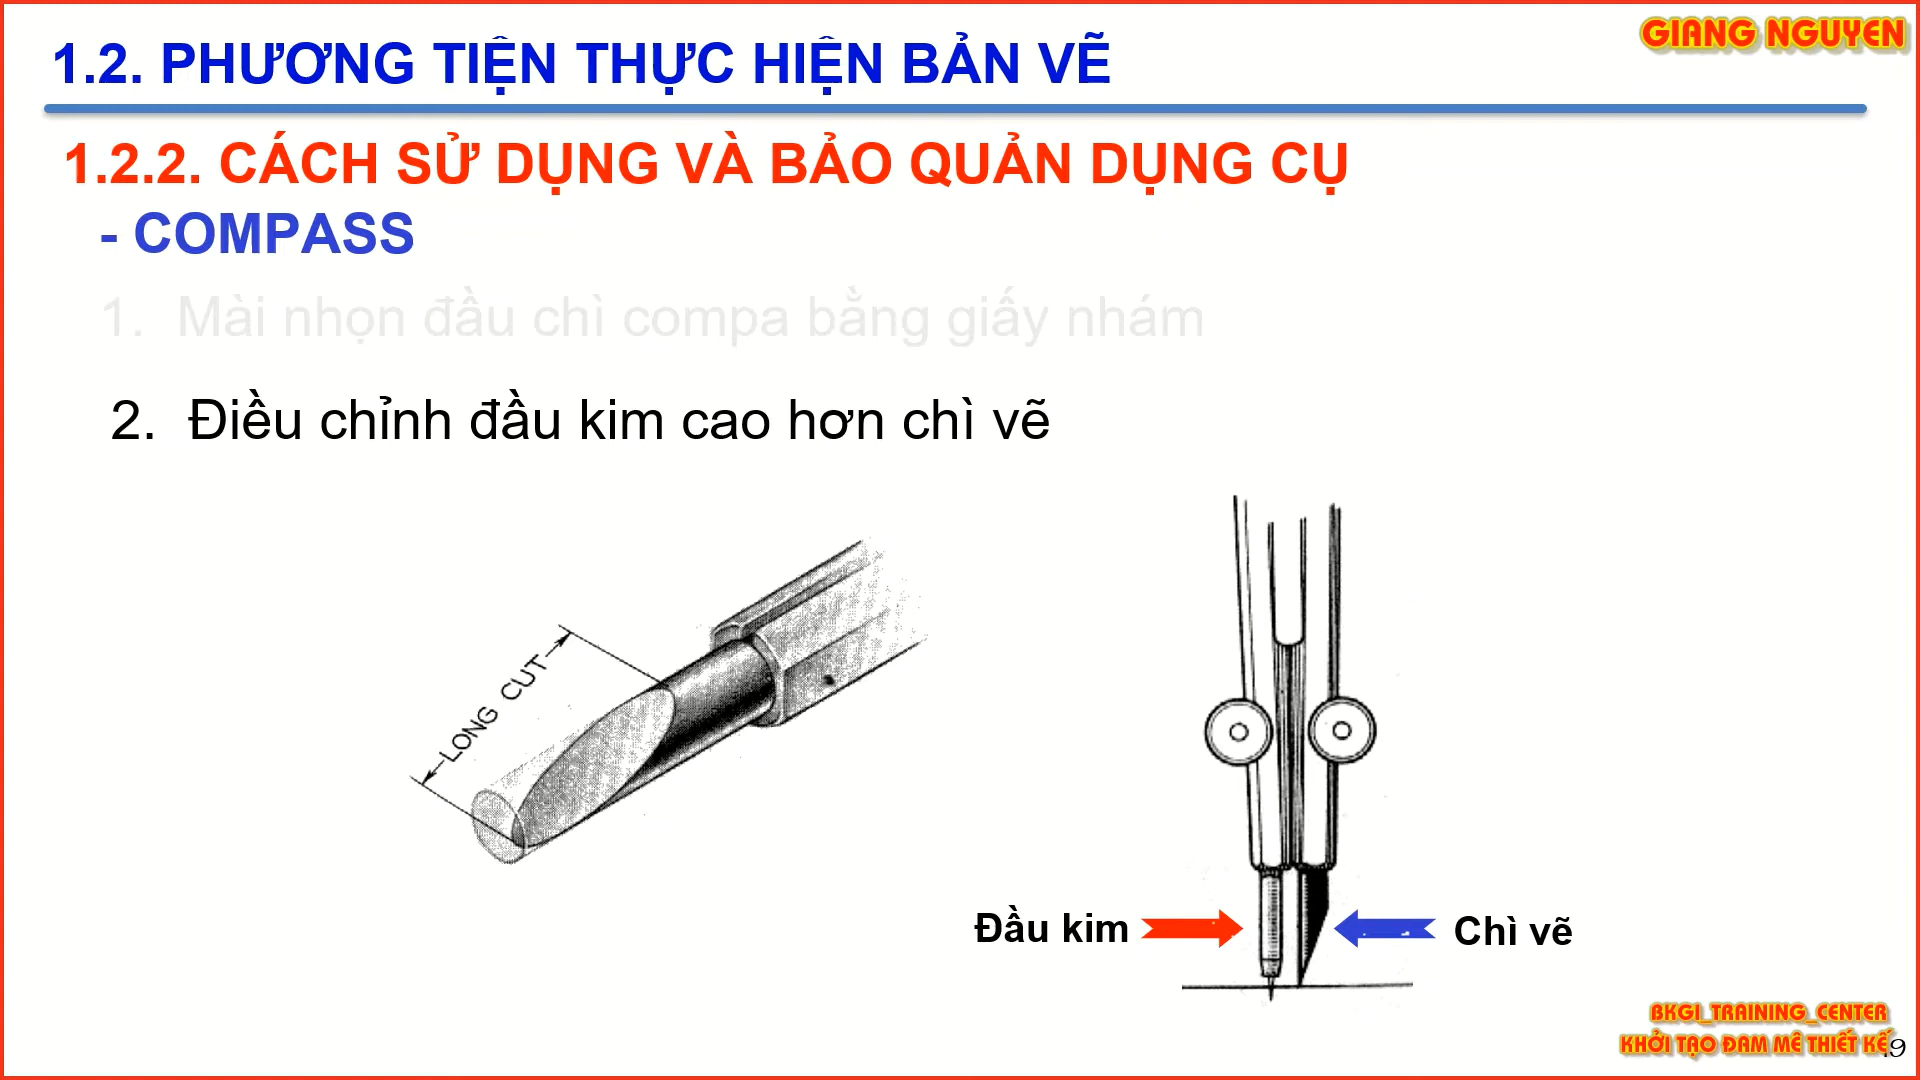 GIANG NGUYEN
1.2. PHƯƠNG TIỆN THỰC HIỆN BẢN VẼ
1.2.2. CÁCH SỬ DỤNG VÀ BẢO QUẢN DỤNG CỤ
- COMPASS
1. Mài nhọn đầu chì compa bằng giấy nhám
2. Điều chỉnh đầu kim cao hơn chì vẽ
LONG CUT
Đầu kim
Chì vẽ
BKGI_TRAINING_CENTER
KHỞI TẠO ĐAM MÊ THIẾT KẾ